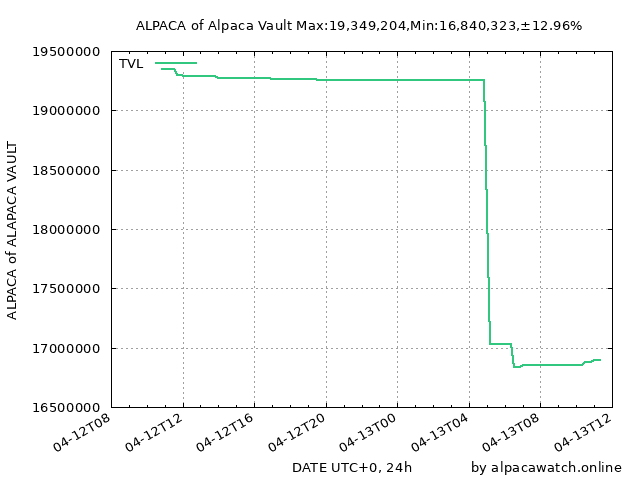 ALPACA of Alpaca Vault Max:19,349,204,Min:16,840,323,±12.96%
19500000
TVL
19000000
18500000
18000000
17500000
17000000
16500000
ALPACA of ALAPACA VAULT
04-12T08
04-12T12
04-12T16
04-12T20
04-13T00
04-13T04
04-13T08
04-13T12
DATE UTC+0, 24h
by alpacawatch.online